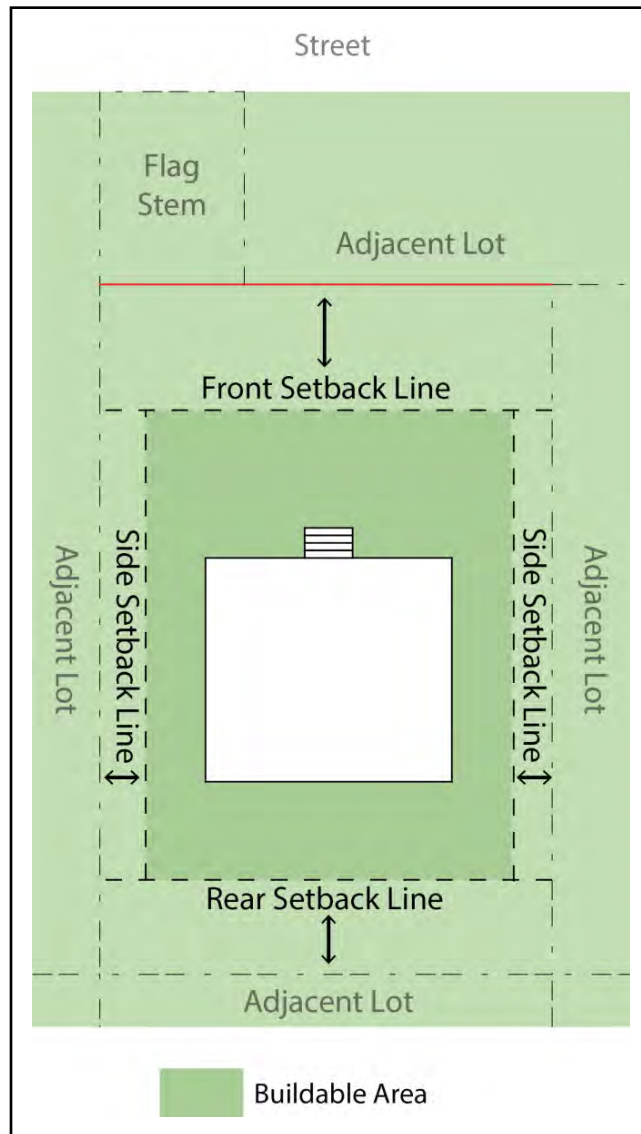 Street
Flag
Stem
Adjacent Lot
Front Setback Line
Adjacent Lot
Side Setback Line
Side Setback Line
Adjacent Lot
Rear Setback Line
Adjacent Lot
Buildable Area